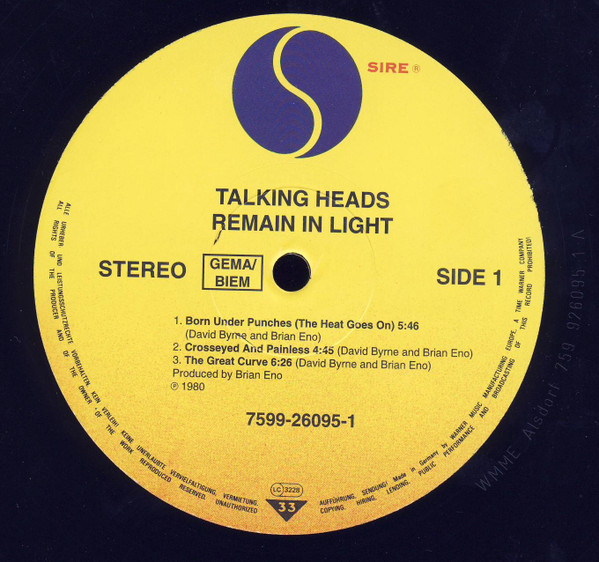 SIRE ®
TALKING HEADS
REMAIN IN LIGHT
STEREO
GEMA/
BIEM
SIDE 1
1. Born Under Punches (The Heat Goes On) 5:46
(David Byrne and Brian Eno)
2. Crosseyed And Painless 4:45 (David Byrne and Brian Eno)
3. The Great Curve 6:26 (David Byrne and Brian Eno)
Produced by Brian Eno
℗ 1980
7599-26095-1
LC 3228
33
ALLE URHEBER- UND LEISTUNGSSCHUTZRECHTE VORBEHALTEN. KEIN VERLEIH! KEINE UNERLAUBTE VERVIELFÄLTIGUNG, VERMIETUNG, AUFFÜHRUNG, SENDUNG! Made in Germany by WARNER MUSIC MANUFACTURING EUROPE, A TIME WARNER COMPANY
ALL RIGHTS OF THE PRODUCER AND OF THE OWNER OF THE WORK REPRODUCED RESERVED. UNAUTHORIZED COPYING, HIRING, LENDING, PUBLIC PERFORMANCE AND BROADCASTING OF THIS RECORD PROHIBITED!
WMME Alsdorf 759 926095-1 A